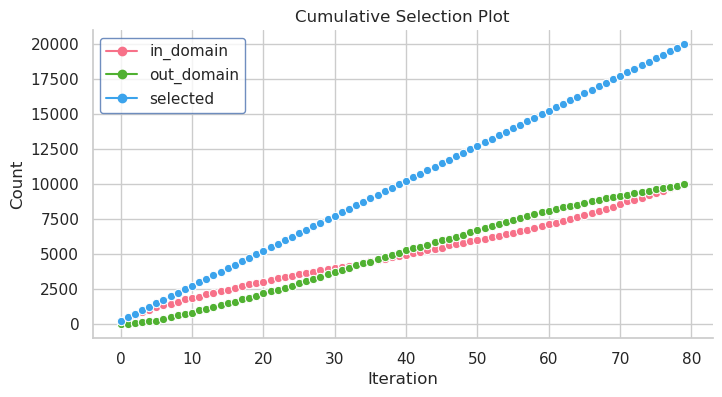 Cumulative Selection Plot
in_domain
out_domain
selected
20000
17500
15000
12500
10000
7500
5000
2500
0
Count
0 10 20 30 40 50 60 70 80
Iteration